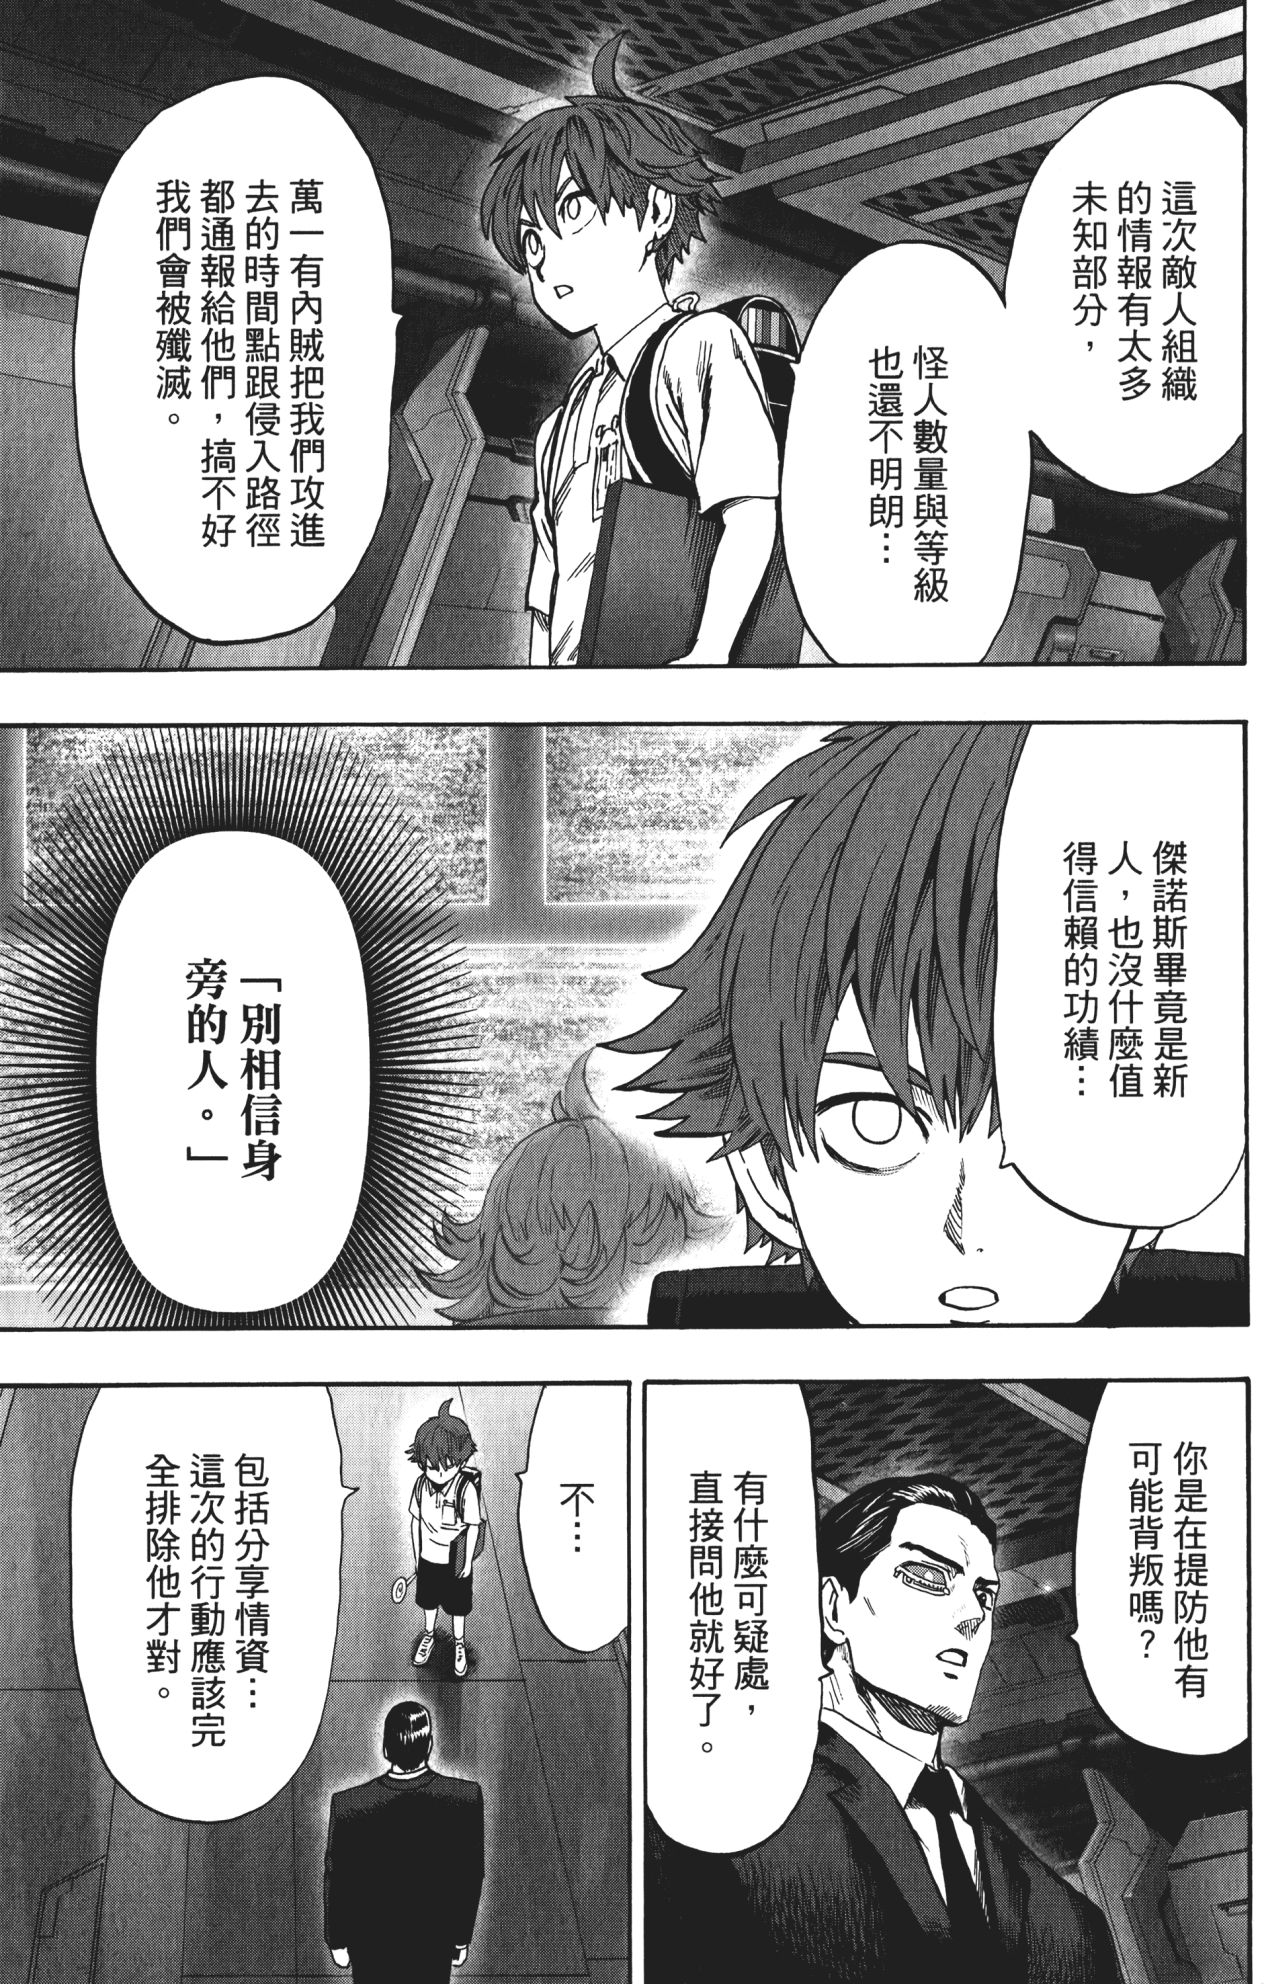 這次敵人組織
的情報有太多
未知部分，
怪人數量與等級
也還不明朗…
萬一有內賊把我們攻進
去的時間點跟侵入路徑
都通報給他們，搞不好
我們會被殲滅。
傑諾斯畢竟是新
人，也沒什麼值
得信賴的功績…
「別相信身
旁的人。」
你是在提防他有
可能背叛嗎？
有什麼可疑處，
直接問他就好了。
不…
包括分享情資…
這次的行動應該完
全排除他才對。